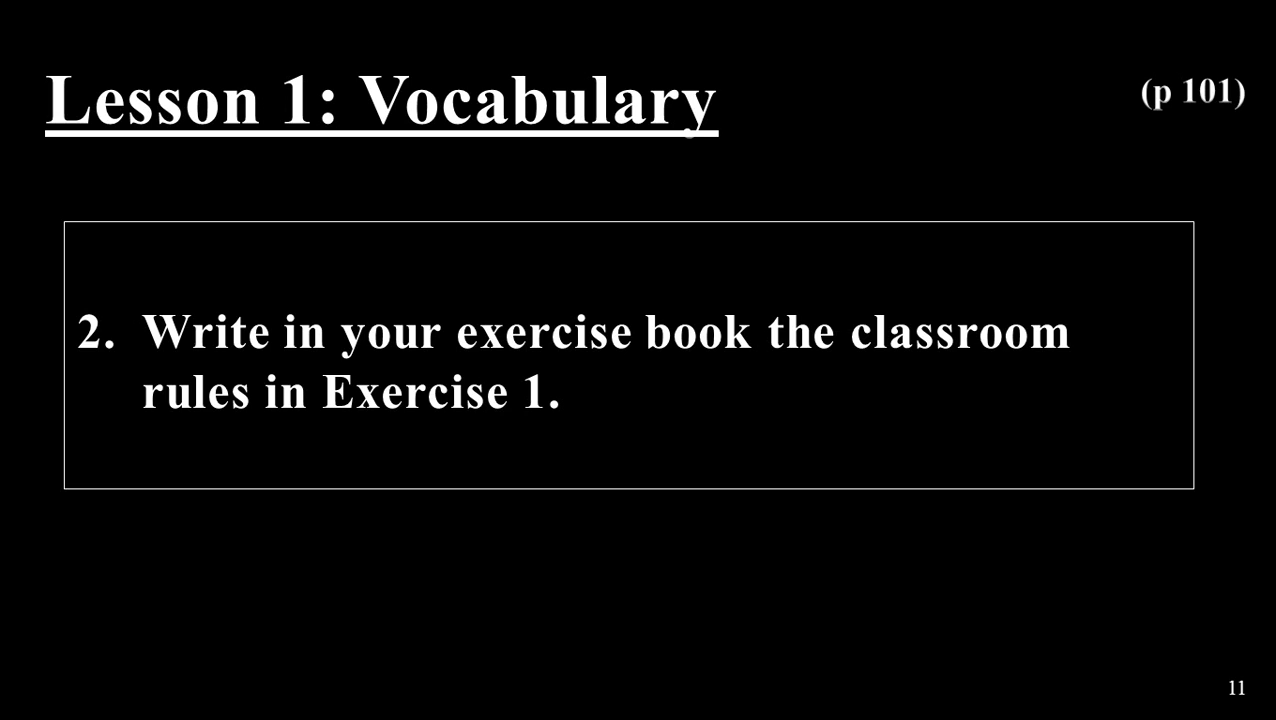 Lesson 1: Vocabulary
(p 101)
2. Write in your exercise book the classroom
rules in Exercise 1.
11